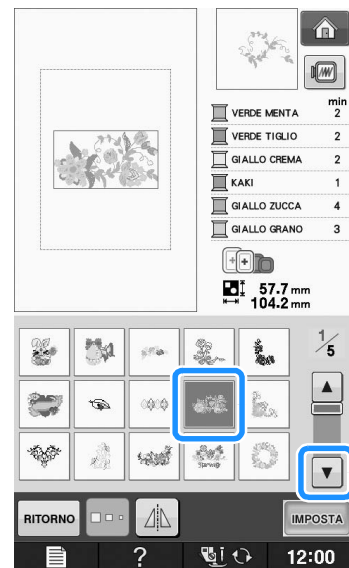 min
VERDE MENTA 2
VERDE TIGLIO 2
GIALLO CREMA 2
KAKI 1
GIALLO ZUCCA 4
GIALLO GRANO 3
57.7 mm
104.2 mm
1/5
Spring
RITORNO
IMPOSTA
? 12:00